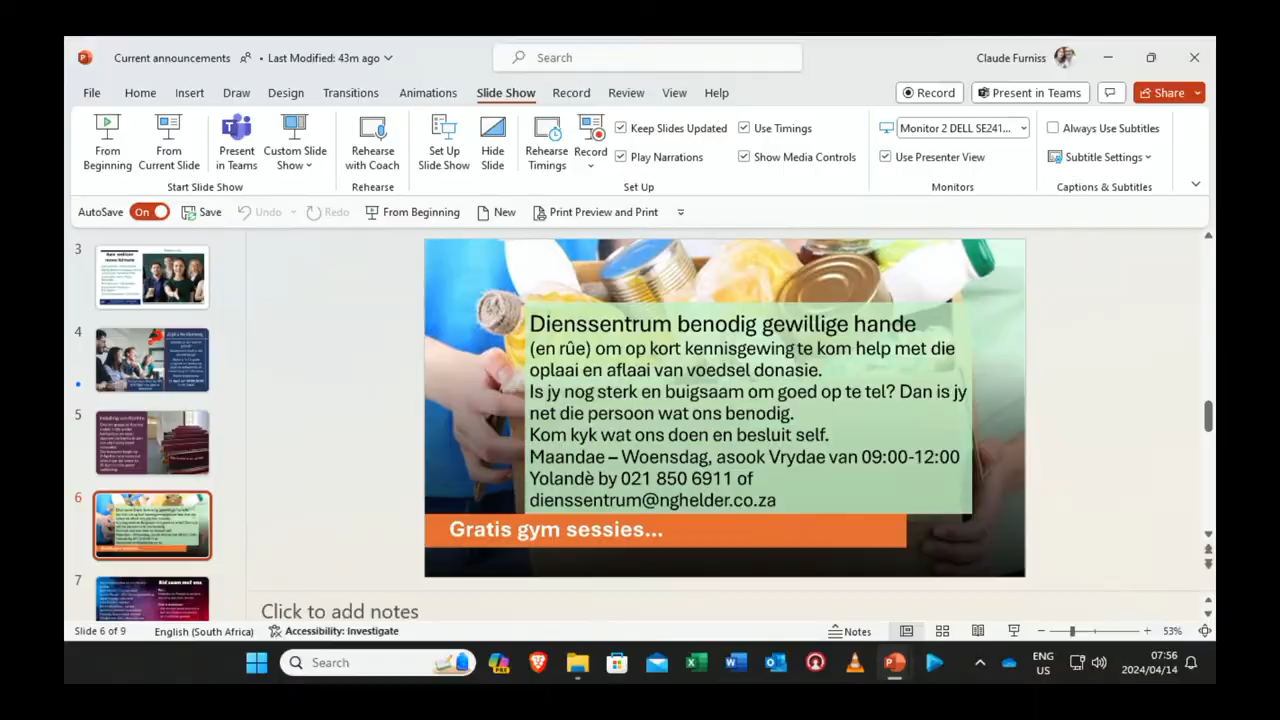 Current announcements
• Last Modified: 43m ago
Search
Claude Furniss
File
Home
Insert
Draw
Design
Transitions
Animations
Slide Show
Record
Review
View
Help
Record
Present in Teams
Share
From Beginning
From Current Slide
Present in Teams
Custom Slide Show
Start Slide Show
Rehearse with Coach
Rehearse
Set Up Slide Show
Hide Slide
Rehearse Timings
Record
Keep Slides Updated
Play Narrations
Use Timings
Show Media Controls
Set Up
Monitor 2 DELL SE241...
Use Presenter View
Monitors
Always Use Subtitles
Subtitle Settings
Captions & Subtitles
AutoSave
On
Save
Undo
Redo
From Beginning
New
Print Preview and Print
3
4
5
6
7
Dienssentrum benodig gewillige hande
(en rûe) om op kort kennisgewing te kom help met die
oplaai en aflaai van voedsel donasie.
Is jy nog sterk en buigsaam om goed op te tel? Dan is jy
net die persoon wat ons benodig.
Kom kyk wat ons doen en besluit self.
Maandae – Woensdag, asook Vrydae van 09:00-12:00
Yolandè by 021 850 6911 of
dienssentrum@nghelder.co.za
Gratis gym sessies...
Click to add notes
Slide 6 of 9
English (South Africa)
Accessibility: Investigate
Notes
53%
Search
PRE
ENG
US
07:56
2024/04/14